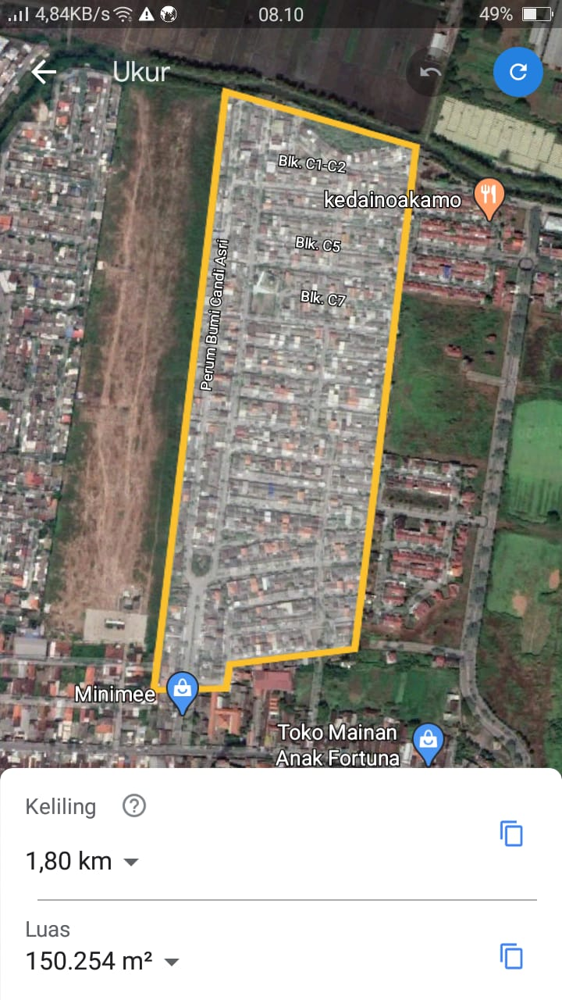 4,84KB/s
08.10
49%
Ukur
Blk. C1-C2
kedainoakamo
Blk. C5
Perum Bumi Candi Asri
Blk. C7
Minimee
Toko Mainan
Anak Fortuna
Keliling
1,80 km
Luas
150.254 m²